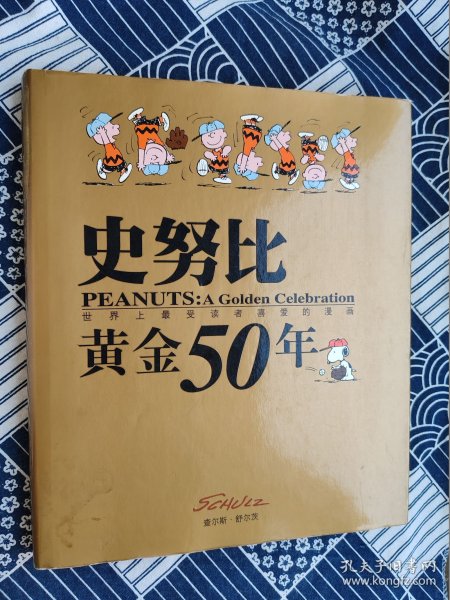 史努比
PEANUTS: A Golden Celebration
世界上最受读者喜爱的漫画
黄金50年
SCHULZ
查尔斯·舒尔茨
孔夫子旧书网
www.kongfz.com